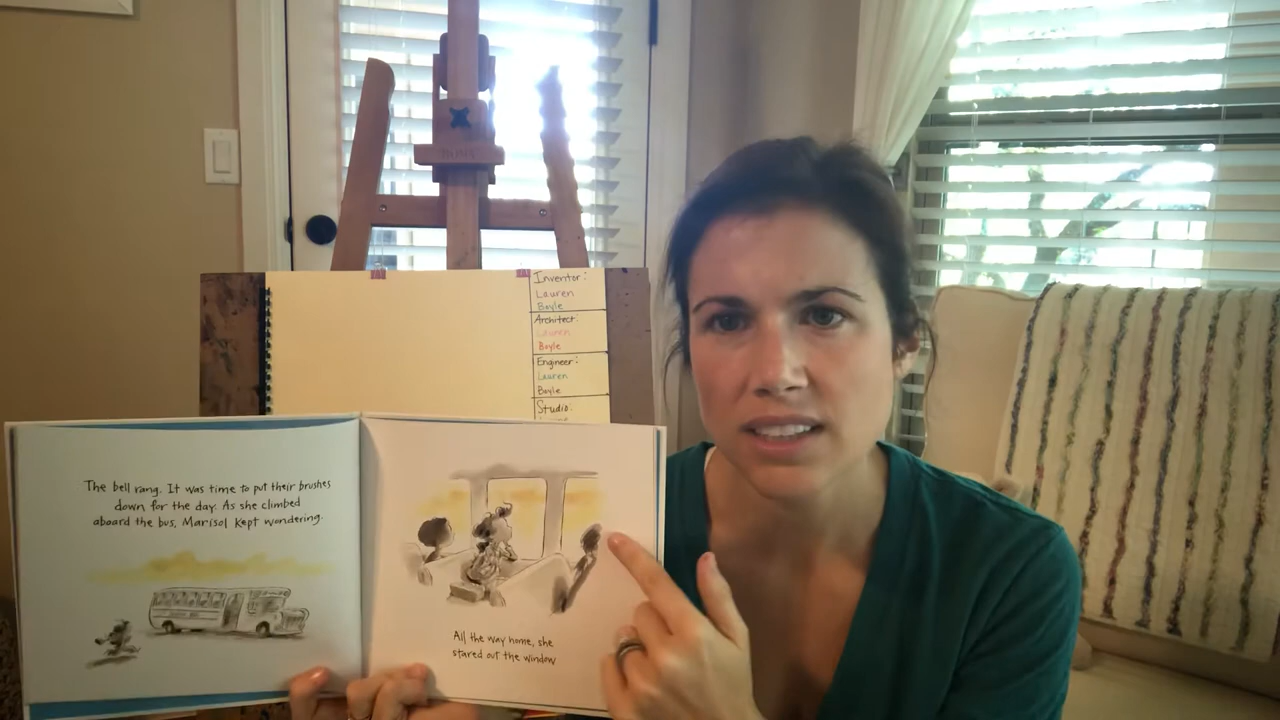 Inventor:
Lauren
Boyle
Architect:
Lauren
Boyle
Engineer:
Lauren
Boyle
Studio:
The bell rang. It was time to put their brushes
down for the day. As she climbed
aboard the bus, Marisol kept wondering.
All the way home, she
stared out the window